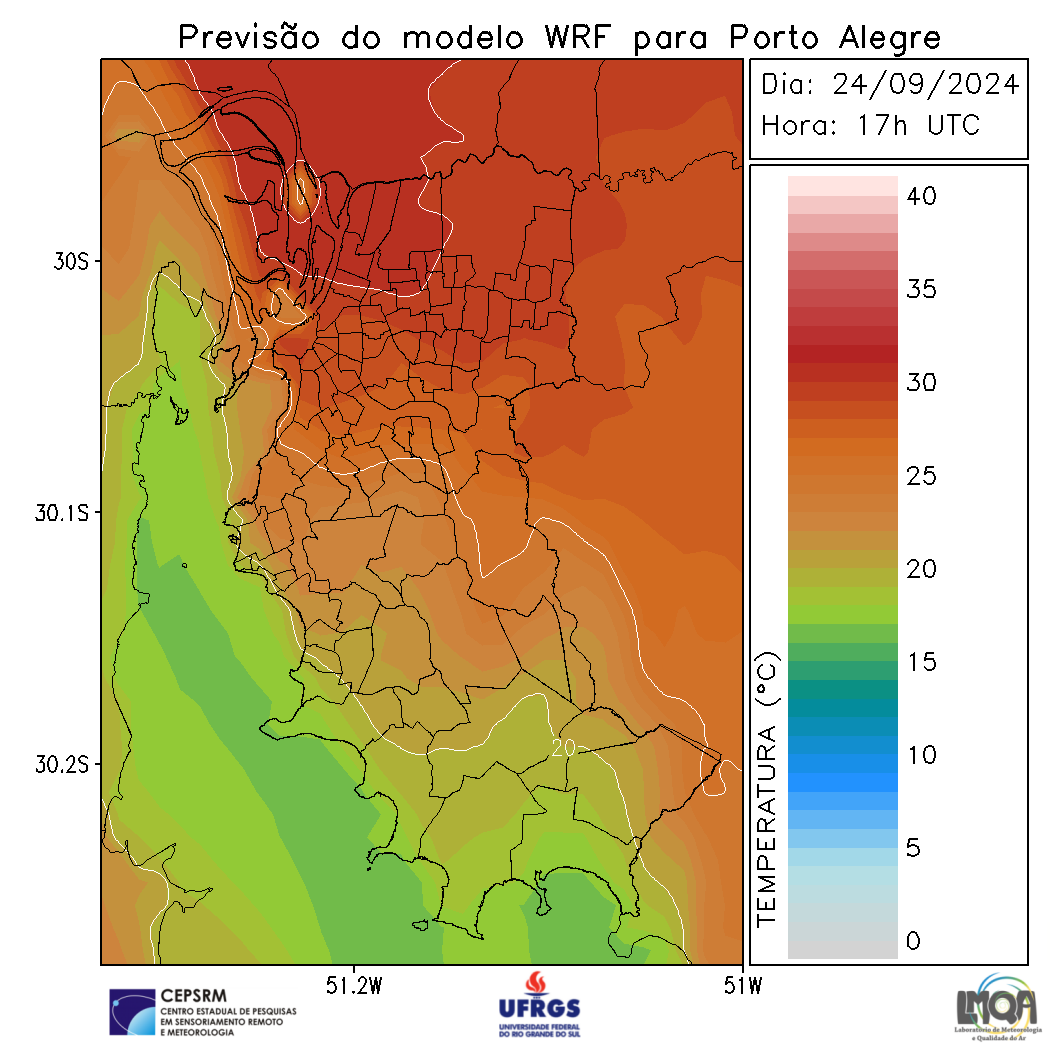 Previsão do modelo WRF para Porto Alegre
Dia: 24/09/2024
Hora: 17h UTC
30S
30.1S
30.2S
51.2W
51W
20
TEMPERATURA (°C)
40
35
30
25
20
15
10
5
0
CEPSRM
CENTRO ESTADUAL DE PESQUISAS
EM SENSORIAMENTO REMOTO
E METEOROLOGIA
UFRGS
UNIVERSIDADE FEDERAL
DO RIO GRANDE DO SUL
LMQA
Laboratório de Meteorologia
e Qualidade do Ar